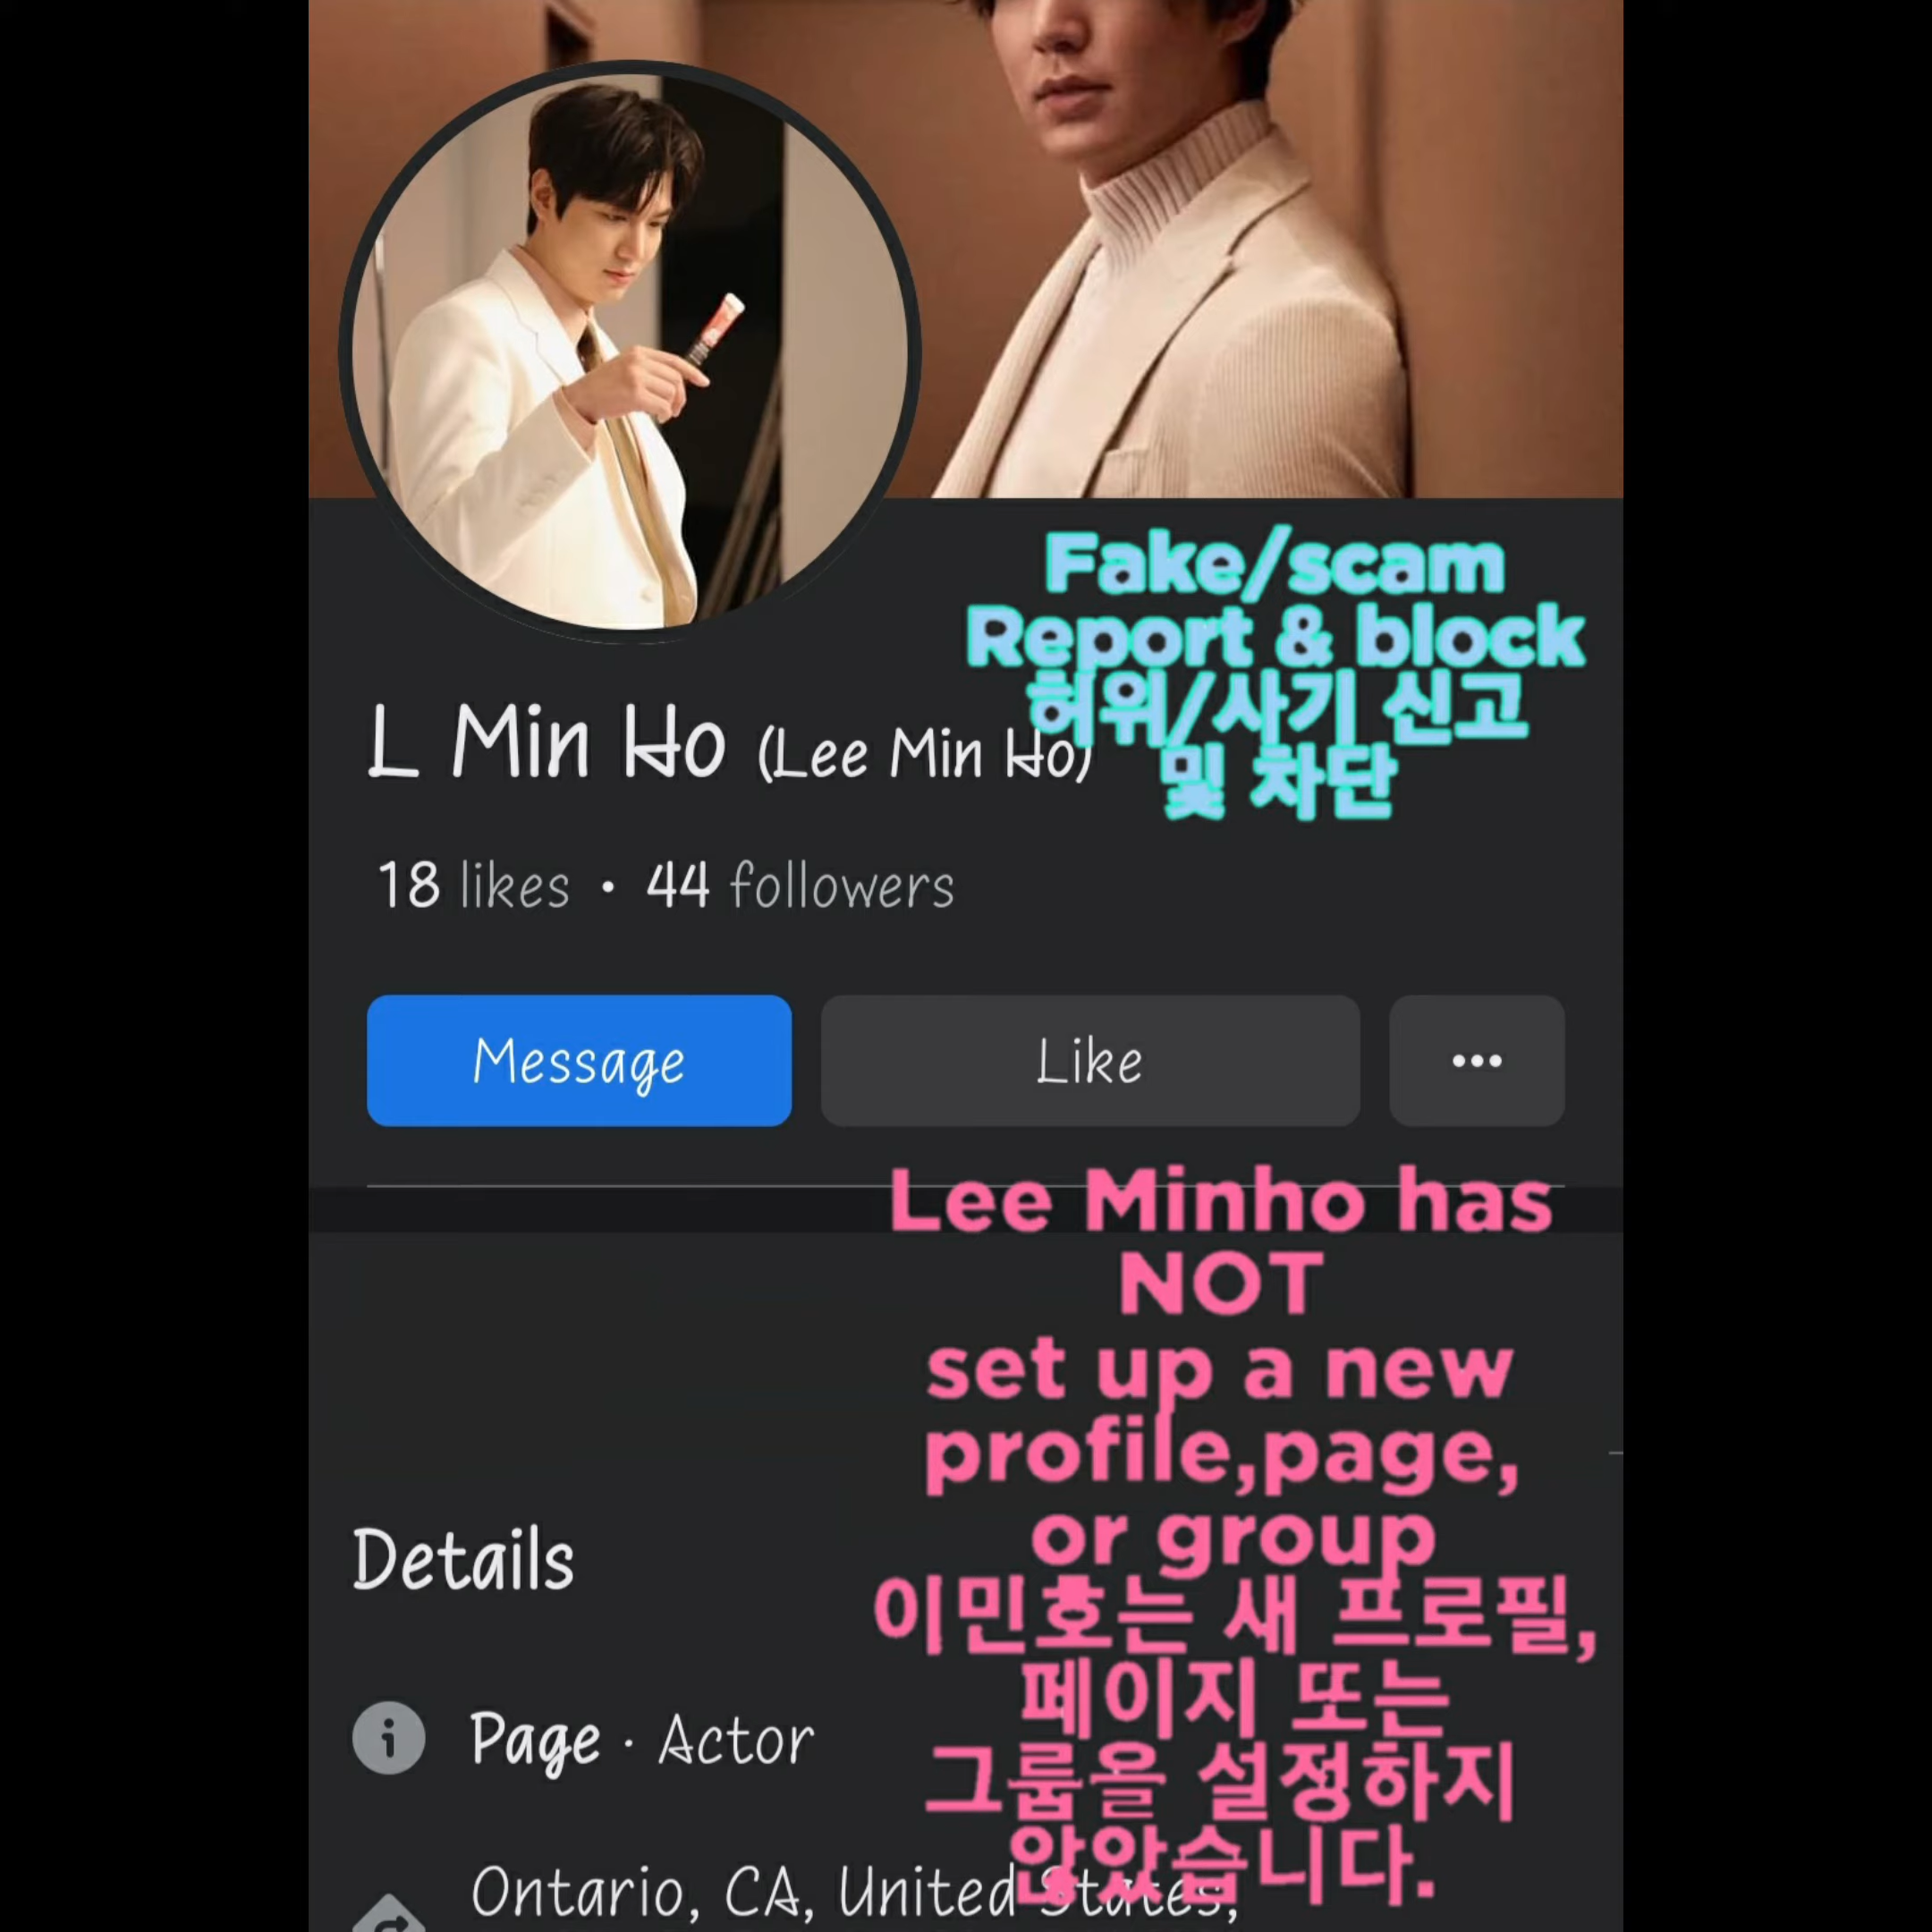 Fake/scam
Report & block
허위/사기 신고
및 차단
L Min Ho (Lee Min Ho)
18 likes • 44 followers
Message
Like
Lee Minho has
NOT
set up a new
profile,page,
or group
이민호는 새 프로필,
페이지 또는
그룹을 설정하지
않았습니다.
Details
Page · Actor
Ontario, CA, United States,